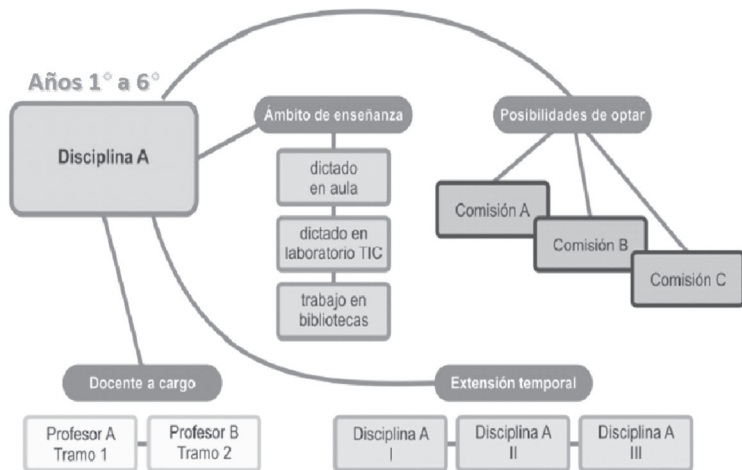 Años 1° a 6°
Disciplina A
Ámbito de enseñanza
dictado
en aula
dictado en
laboratorio TIC
trabajo en
bibliotecas
Posibilidades de optar
Comisión A
Comisión B
Comisión C
Docente a cargo
Profesor A
Tramo 1
Profesor B
Tramo 2
Extensión temporal
Disciplina A
I
Disciplina A
II
Disciplina A
III